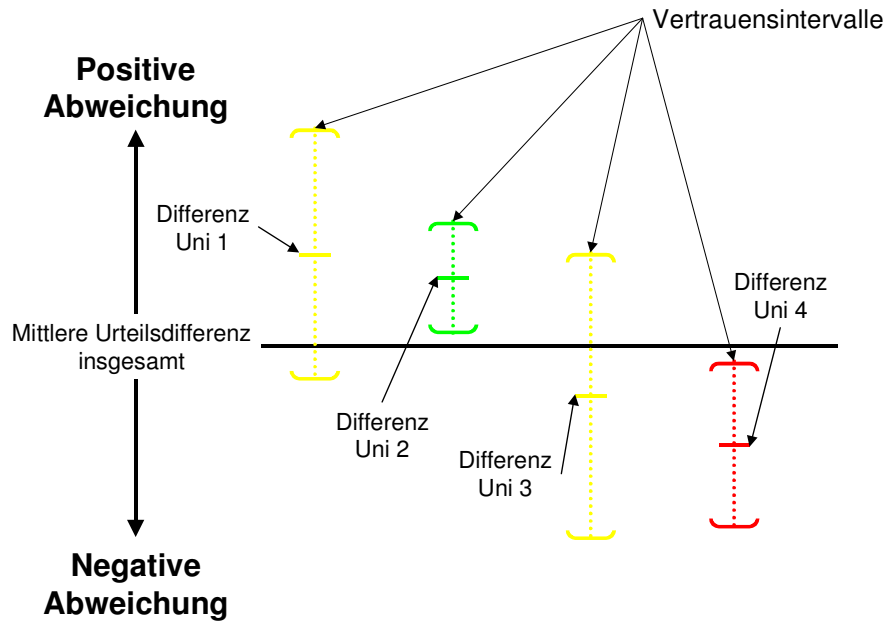 Vertrauensintervalle
Positive
Abweichung
Differenz
Uni 1
Differenz
Uni 4
Mittlere Urteilsdifferenz
insgesamt
Differenz
Uni 2
Differenz
Uni 3
Negative
Abweichung